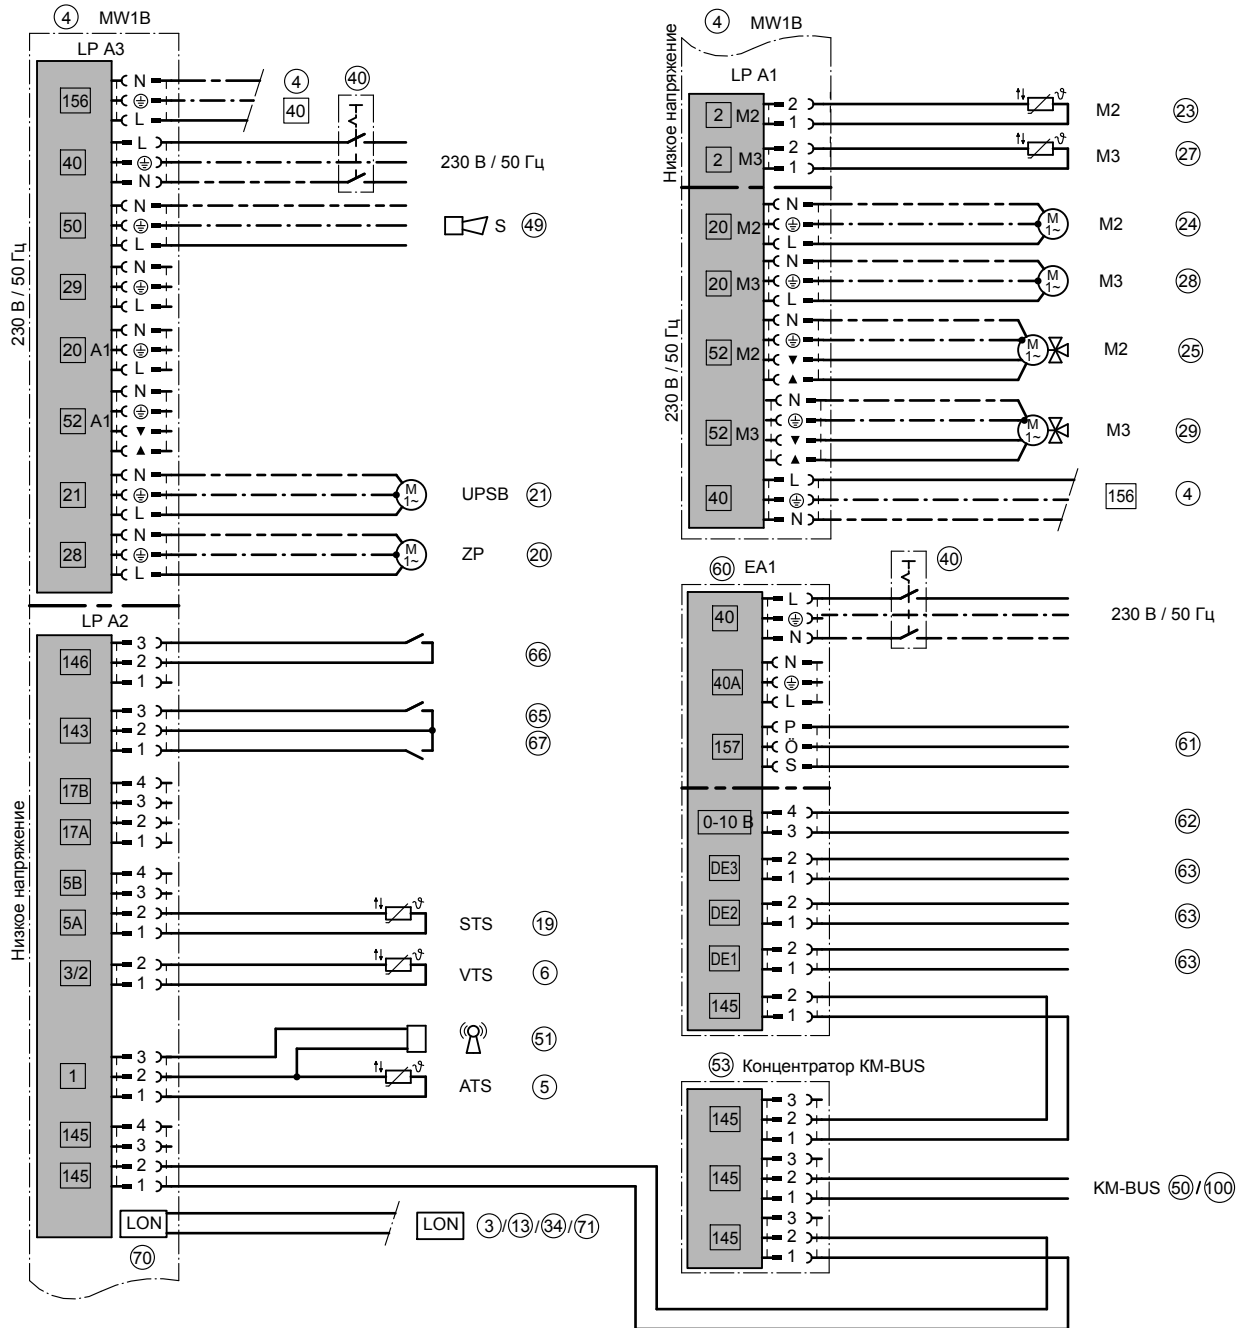 4 MW1B
LP A3
230 В / 50 Гц
156
N
L
4
40
40
40
L
N
230 В / 50 Гц
50
N
L
S 49
29
N
L
20 A1
N
L
52 A1
N
▼
▲
21
N
L
M
1~
UPSB 21
28
N
L
M
1~
ZP 20
LP A2
Низкое напряжение
146
3
2
1
66
143
3
2
1
65
67
17B
4
3
17A
2
1
5B
4
3
5A
2
1
ϑ
STS 19
3/2
2
1
ϑ
VTS 6
1
3
2
1
51
ϑ
ATS 5
145
4
3
145
2
1
LON
70
LON 3/13/34/71
4 MW1B
Низкое напряжение
LP A1
2 M2
2
1
ϑ
M2 23
2 M3
2
1
ϑ
M3 27
230 В / 50 Гц
20 M2
N
L
M
1~
M2 24
20 M3
N
L
M
1~
M3 28
52 M2
N
▼
▲
M
1~
M2 25
52 M3
N
▼
▲
M
1~
M3 29
40
L
N
156 4
60 EA1
40
40
L
N
230 В / 50 Гц
40A
N
L
157
P
Ö
S
61
0-10 В
4
3
62
DE3
2
1
63
DE2
2
1
63
DE1
2
1
63
145
2
1
53 Концентратор KM-BUS
145
3
2
1
145
3
2
1
KM-BUS 50/100
145
3
2
1